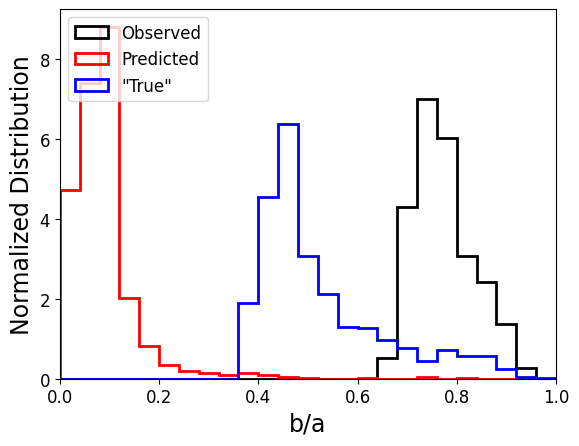 Observed
Predicted
"True"
Normalized Distribution
8
6
4
2
0
0.0 0.2 0.4 0.6 0.8 1.0
b/a